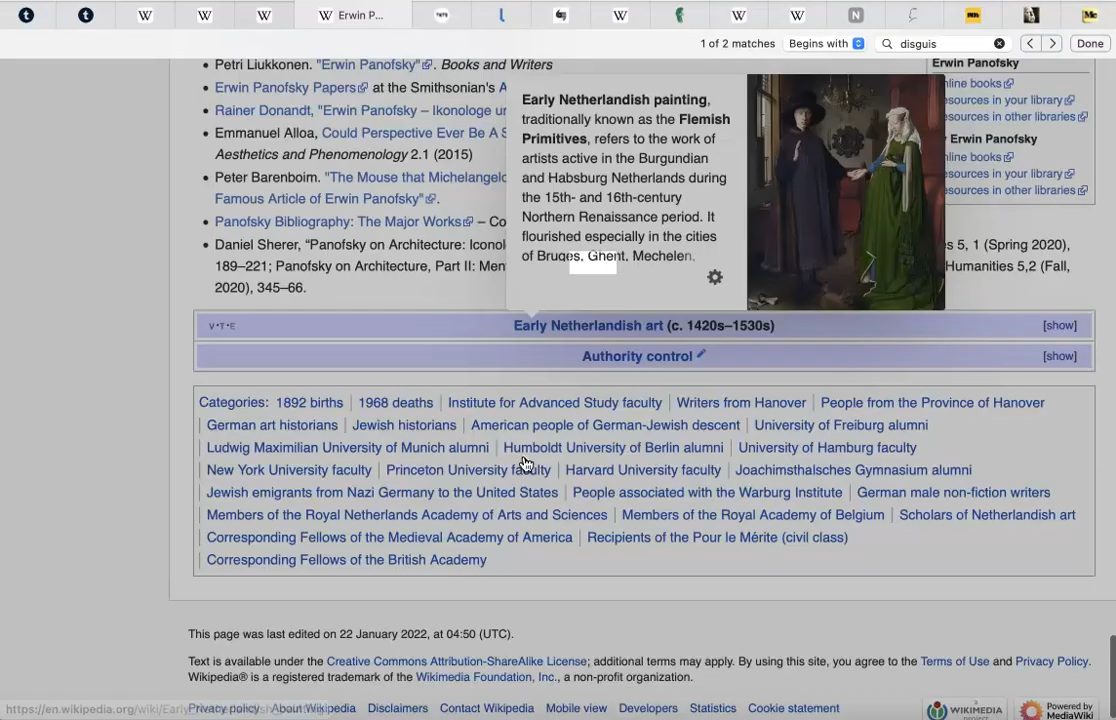 Erwin P...
1 of 2 matches Begins with disguis Done
Petri Liukkonen. "Erwin Panofsky". Books and Writers
Erwin Panofsky Papers at the Smithsonian's A
Rainer Donandt, "Erwin Panofsky – Ikonologe u
Emmanuel Alloa, Could Perspective Ever Be A S
Aesthetics and Phenomenology 2.1 (2015)
Peter Barenboim. "The Mouse that Michelangelo
Famous Article of Erwin Panofsky".
Panofsky Bibliography: The Major Works – Co
Daniel Sherer, “Panofsky on Architecture: Iconol s 5, 1 (Spring 2020),
189–221; Panofsky on Architecture, Part II: Men Humanities 5,2 (Fall,
2020), 345–66.
Early Netherlandish painting,
traditionally known as the Flemish
Primitives, refers to the work of
artists active in the Burgundian
and Habsburg Netherlands during
the 15th- and 16th-century
Northern Renaissance period. It
flourished especially in the cities
of Bruges, Ghent, Mechelen,
Erwin Panofsky
nline books
esources in your library
esources in other libraries
y Erwin Panofsky
nline books
esources in your library
esources in other libraries
V·T·E Early Netherlandish art (c. 1420s–1530s) [show]
Authority control [show]
Categories: 1892 births | 1968 deaths | Institute for Advanced Study faculty | Writers from Hanover | People from the Province of Hanover
| German art historians | Jewish historians | American people of German-Jewish descent | University of Freiburg alumni
| Ludwig Maximilian University of Munich alumni | Humboldt University of Berlin alumni | University of Hamburg faculty
| New York University faculty | Princeton University faculty | Harvard University faculty | Joachimsthalsches Gymnasium alumni
| Jewish emigrants from Nazi Germany to the United States | People associated with the Warburg Institute | German male non-fiction writers
| Members of the Royal Netherlands Academy of Arts and Sciences | Members of the Royal Academy of Belgium | Scholars of Netherlandish art
| Corresponding Fellows of the Medieval Academy of America | Recipients of the Pour le Mérite (civil class)
| Corresponding Fellows of the British Academy
This page was last edited on 22 January 2022, at 04:50 (UTC).
Text is available under the Creative Commons Attribution-ShareAlike License; additional terms may apply. By using this site, you agree to the Terms of Use and Privacy Policy.
Wikipedia® is a registered trademark of the Wikimedia Foundation, Inc., a non-profit organization.
https://en.wikipedia.org/wiki/Early
Privacy policy About Wikipedia Disclaimers Contact Wikipedia Mobile view Developers Statistics Cookie statement
WIKIMEDIA
Powered by
MediaWiki